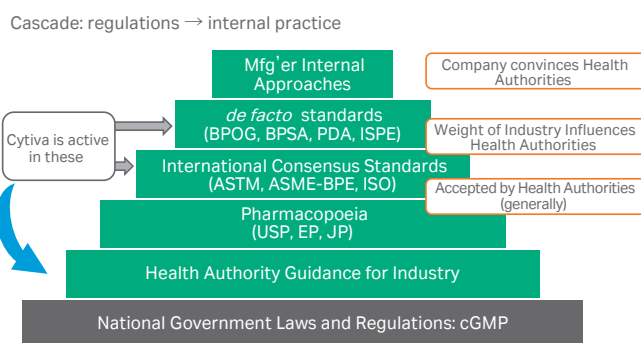 Cascade: regulations → internal practice
Mfg'er Internal
Approaches
Company convinces Health
Authorities
de facto standards
(BPOG, BPSA, PDA, ISPE)
Cytiva is active
in these
Weight of Industry Influences
Health Authorities
International Consensus Standards
(ASTM, ASME-BPE, ISO)
Accepted by Health Authorities
(generally)
Pharmacopoeia
(USP, EP, JP)
Health Authority Guidance for Industry
National Government Laws and Regulations: cGMP